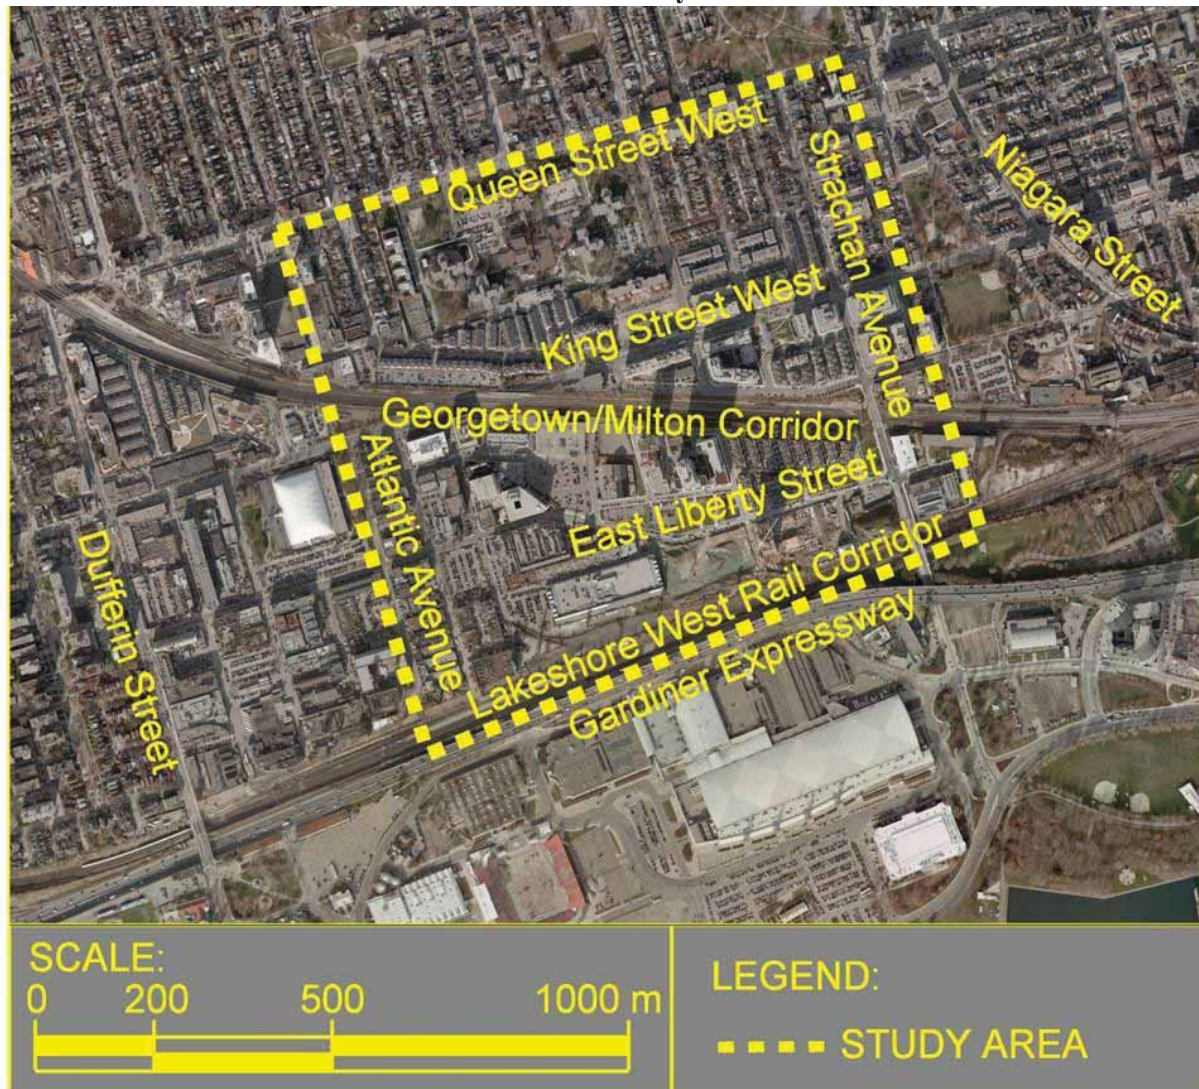 Queen Street West
Strachan Avenue
Niagara Street
King Street West
Georgetown/Milton Corridor
Atlantic Avenue
East Liberty Street
Dufferin Street
Lakeshore West Rail Corridor
Gardiner Expressway
SCALE:
0 200 500 1000 m
LEGEND:
STUDY AREA